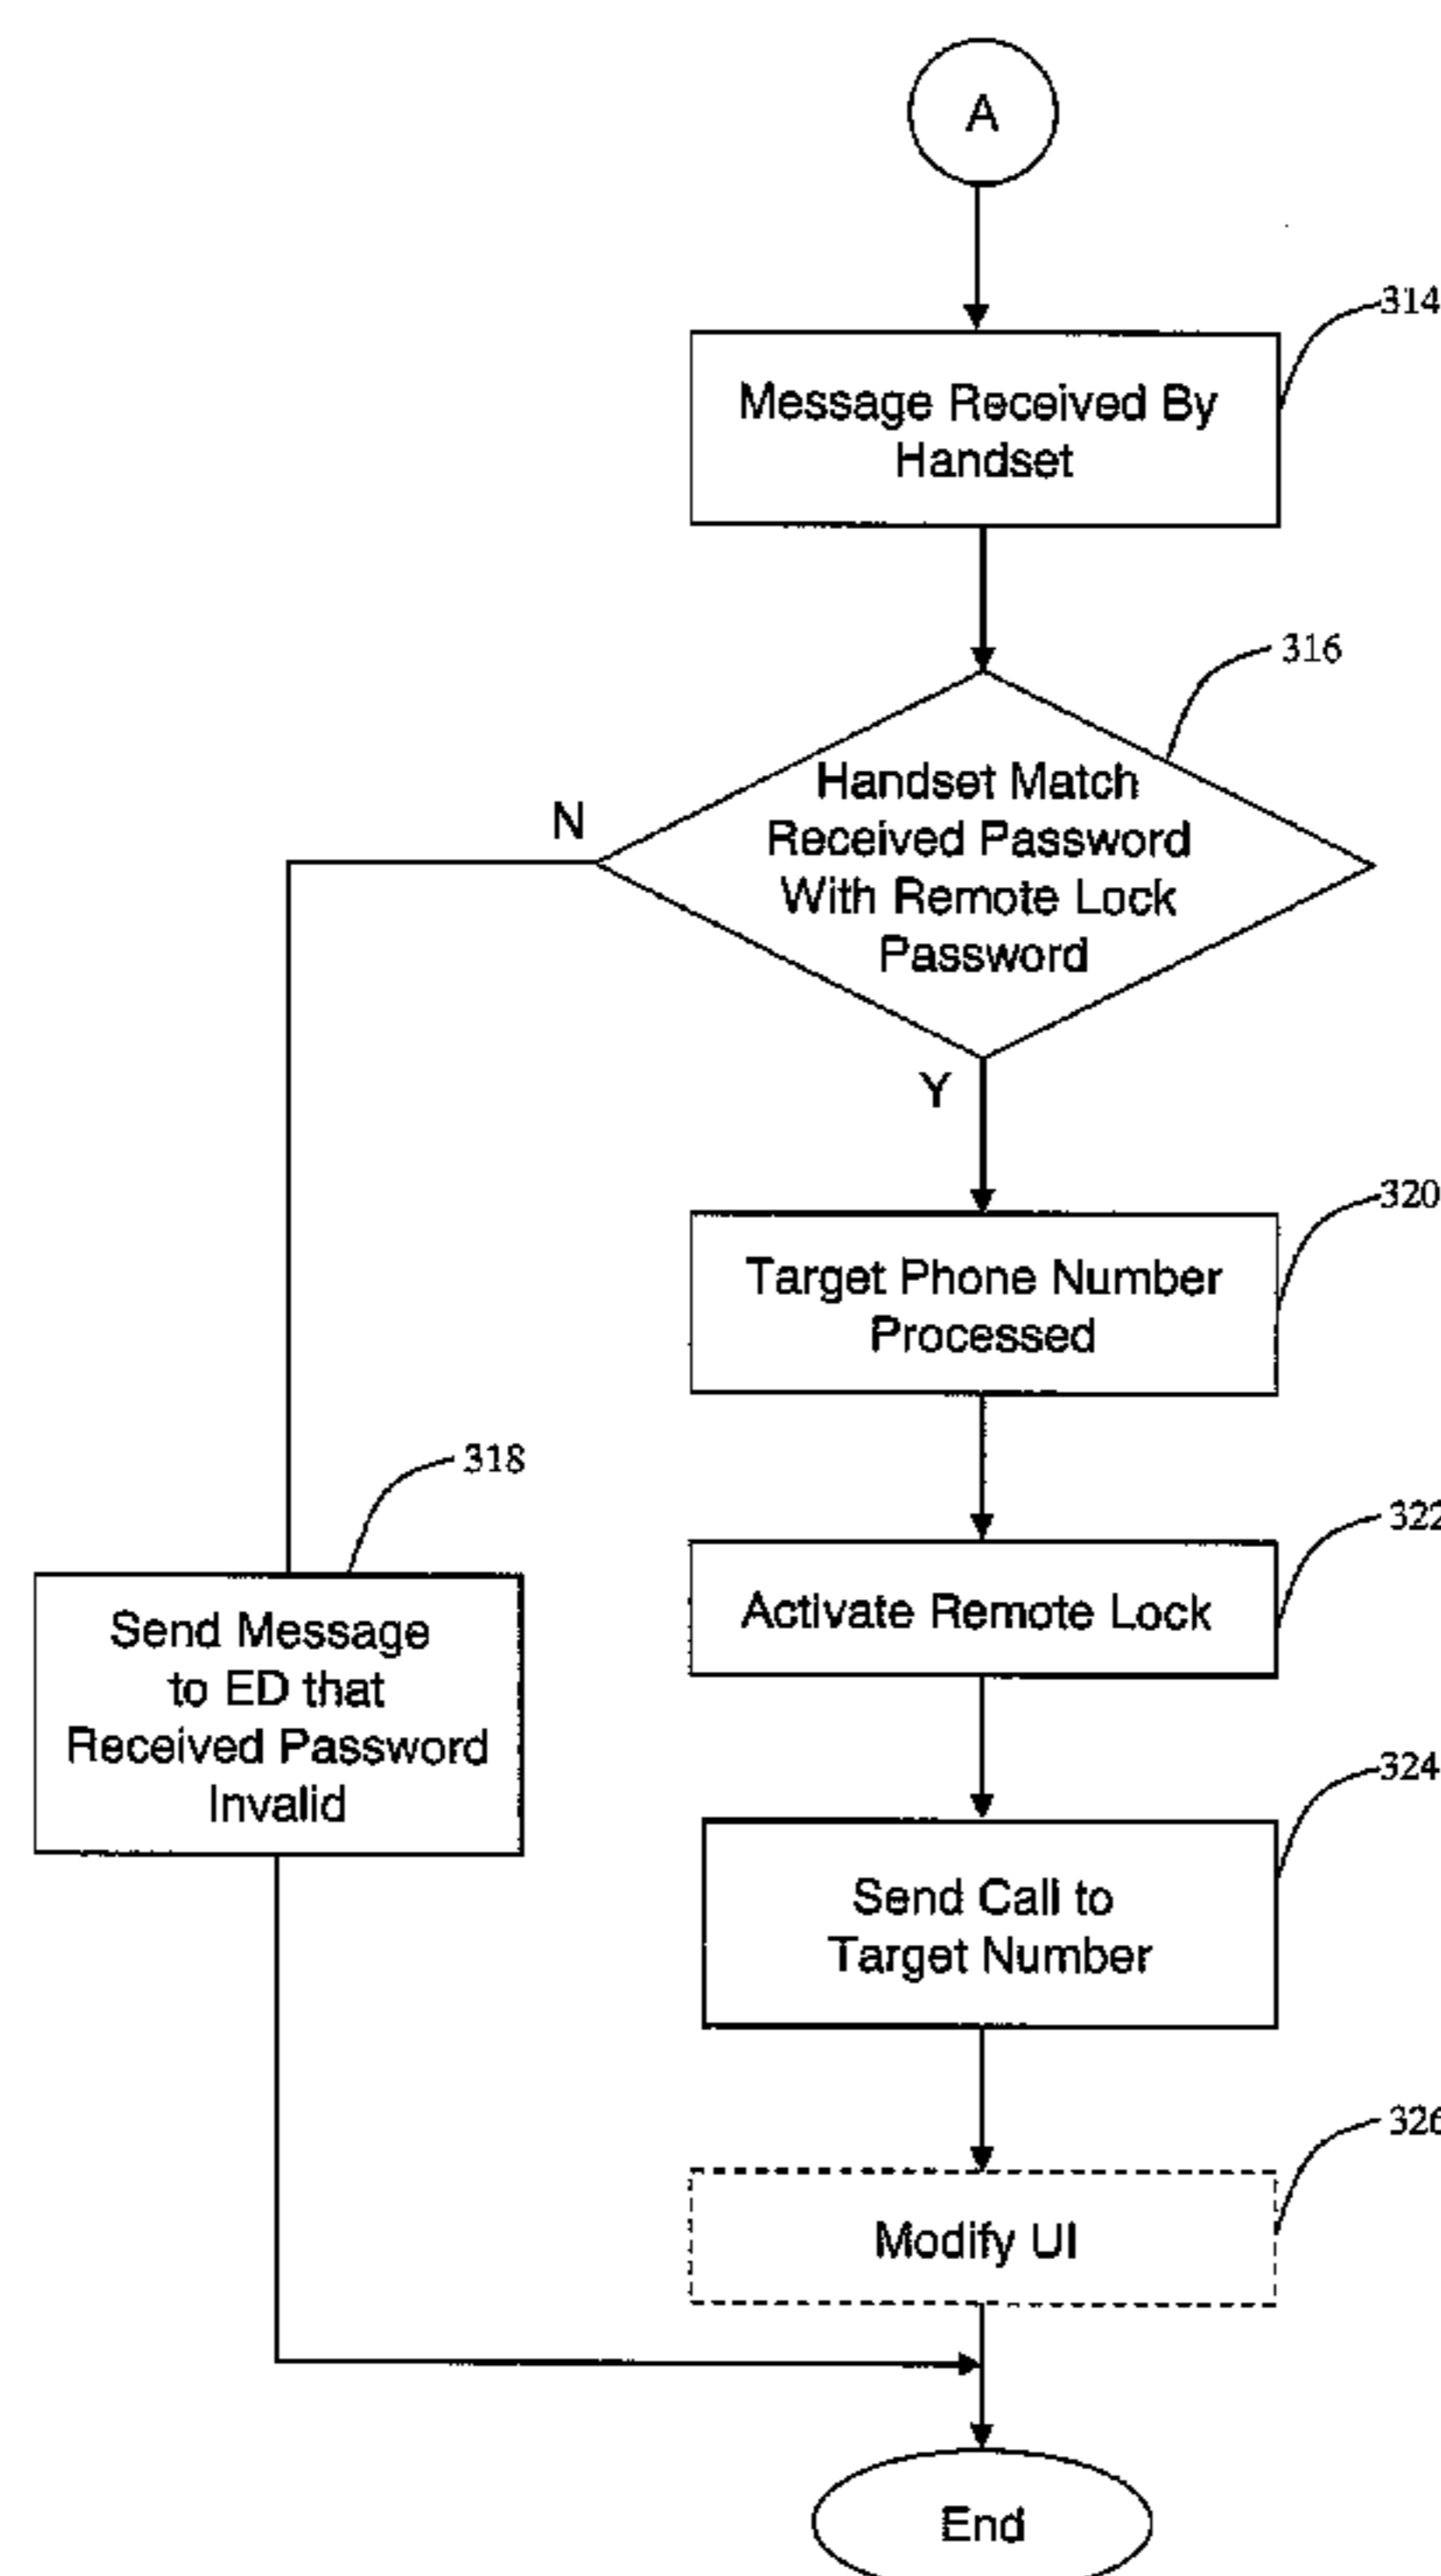 A
314
Message Received By
Handset
316
Handset Match
Received Password
With Remote Lock
Password
N
Y
320
Target Phone Number
Processed
318
322
Send Message
to ED that
Received Password
Invalid
Activate Remote Lock
324
Send Call to
Target Number
326
Modify UI
End